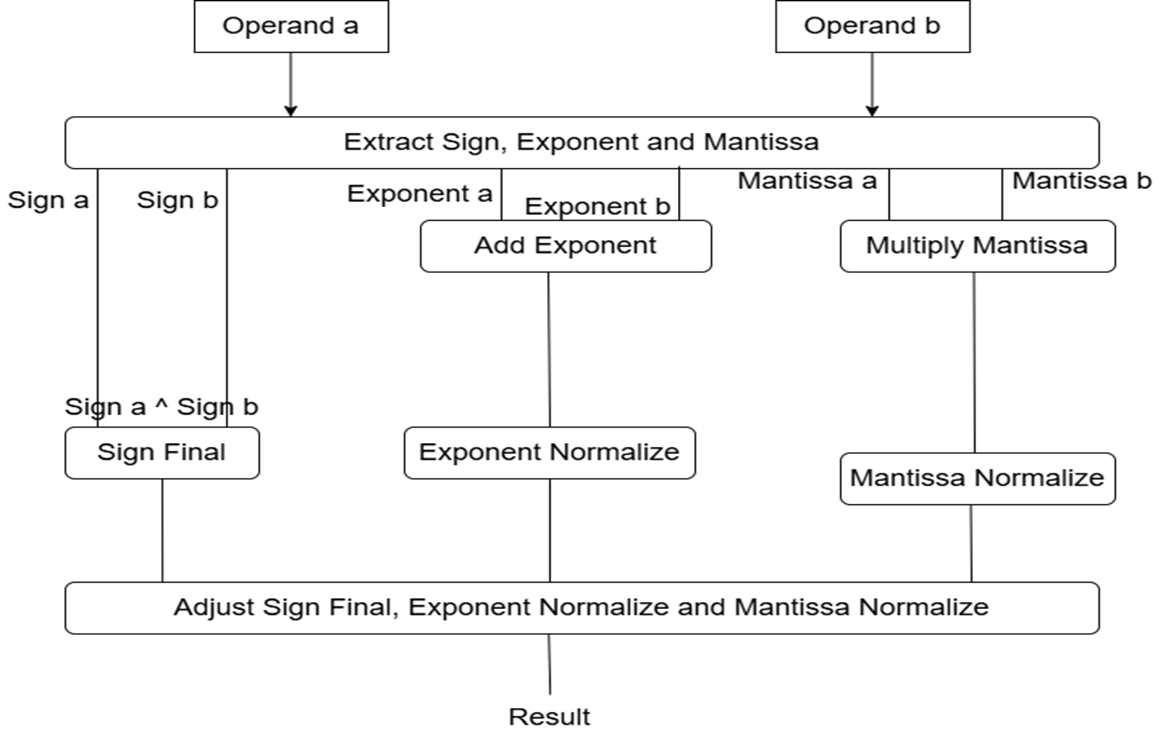 Operand a
Operand b
Extract Sign, Exponent and Mantissa
Sign a
Sign b
Exponent a
Exponent b
Mantissa a
Mantissa b
Add Exponent
Multiply Mantissa
Sign a ^ Sign b
Sign Final
Exponent Normalize
Mantissa Normalize
Adjust Sign Final, Exponent Normalize and Mantissa Normalize
Result